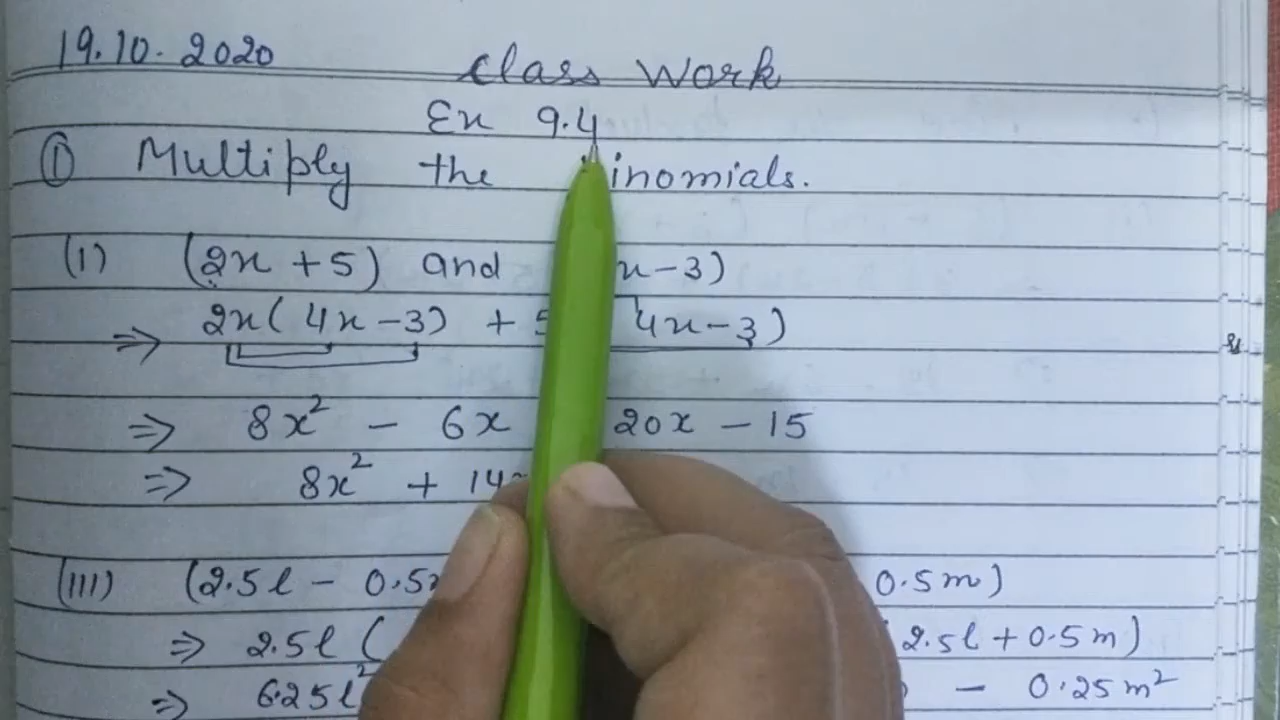 19.10.2020
Class Work
Ex 9.4
① Multiply the inomials.
(I) (2x + 5) and x - 3)
⇒ 2x( 4x - 3) + 5 4x - 3)
⇒ 8x² - 6x 20x - 15
⇒ 8x² + 14
(III) (2.5l - 0.5 0.5m)
⇒ 2.5l ( (2.5l + 0.5m)
⇒ 6.25l² - 0.25m²